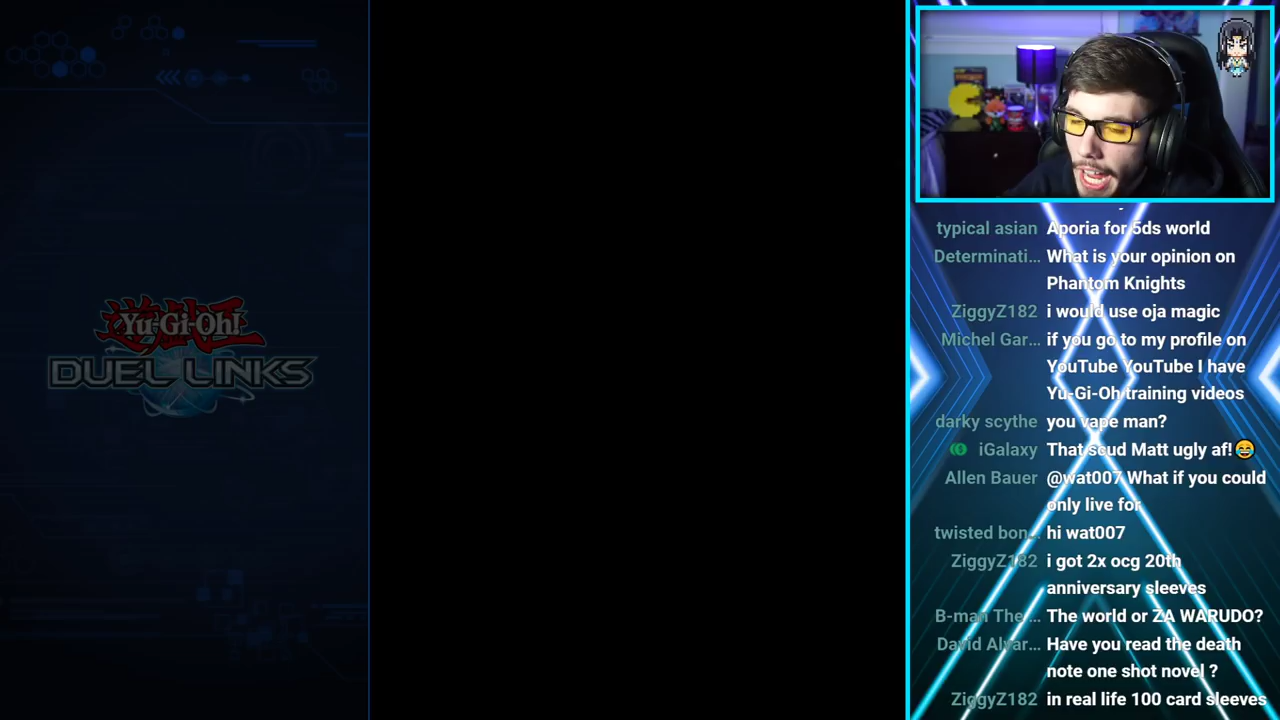 Yu-Gi-Oh!
DUEL LINKS
typical asian Aporia for 5ds world
Determinati... What is your opinion on
Phantom Knights
ZiggyZ182 i would use oja magic
Michel Gar... if you go to my profile on
YouTube YouTube I have
Yu-Gi-Oh training videos
darky scythe you vape man?
iGalaxy That scud Matt ugly af!😂
Allen Bauer @wat007 What if you could
only live for
twisted bon... hi wat007
ZiggyZ182 i got 2x ocg 20th
anniversary sleeves
B-man The ... The world or ZA WARUDO?
David Alvar... Have you read the death
note one shot novel ?
ZiggyZ182 in real life 100 card sleeves